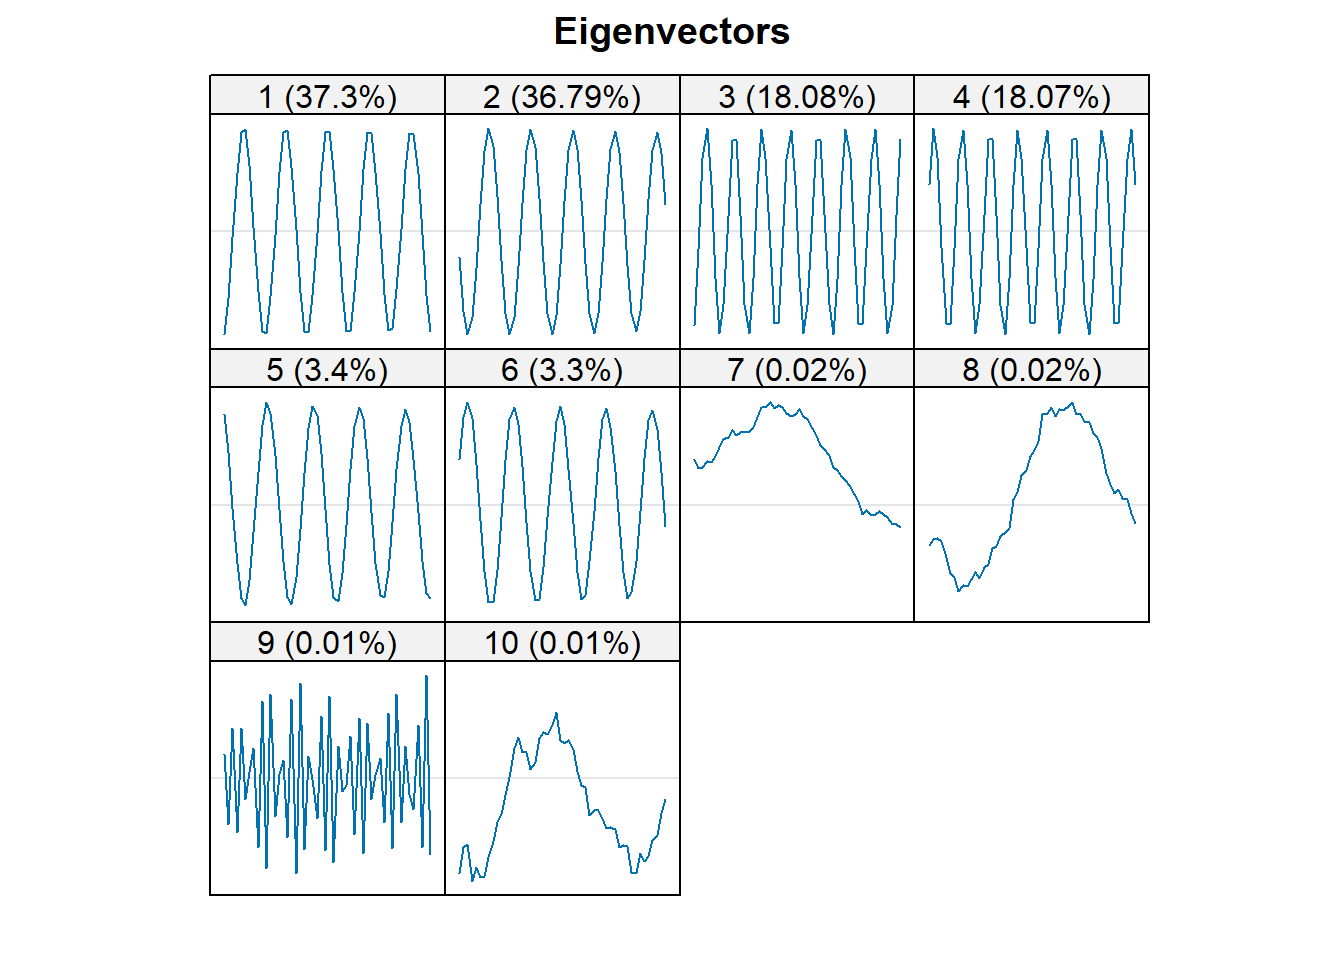 Eigenvectors
1 (37.3%) 2 (36.79%) 3 (18.08%) 4 (18.07%)
5 (3.4%) 6 (3.3%) 7 (0.02%) 8 (0.02%)
9 (0.01%) 10 (0.01%)